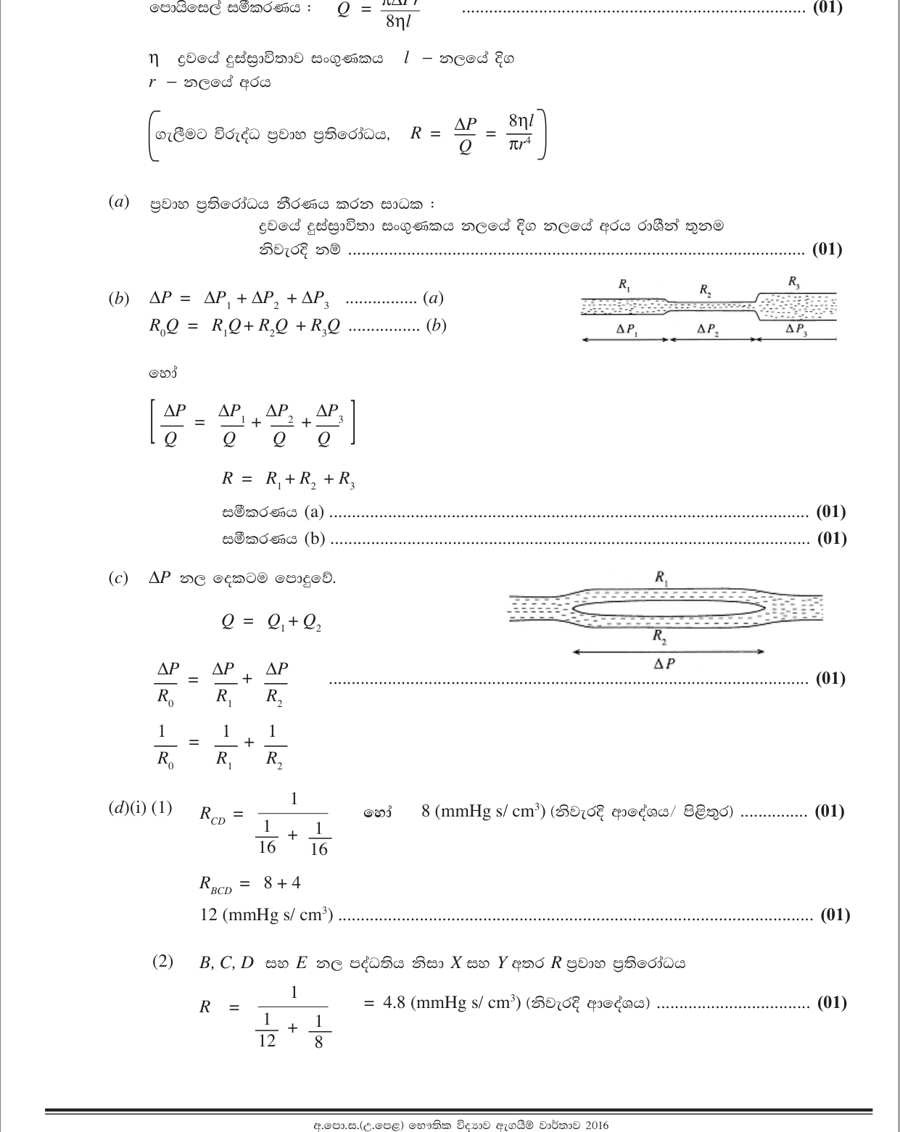 පොයිසෙල් සමීකරණය : Q = πΔPr / 8ηl .................... (01)
η ද්‍රවයේ දුස්ස්‍රාවිතාව සංගුණකය l – නලයේ දිග
r – නලයේ අරය
(ගැලීමට විරුද්ධ ප්‍රවාහ ප්‍රතිරෝධය, R = ΔP/Q = 8ηl/πr⁴)
(a) ප්‍රවාහ ප්‍රතිරෝධය නීරණය කරන සාධක :
ද්‍රවයේ දුස්ස්‍රාවිතා සංගුණකය නලයේ දිග නලයේ අරය රාශීන් තුනම
නිවැරදි නම් .................... (01)
(b) ΔP = ΔP₁ + ΔP₂ + ΔP₃ ................ (a)
R₀Q = R₁Q + R₂Q + R₃Q ................ (b)
R₁ R₂ R₃
ΔP₁ ΔP₂ ΔP₃
හෝ
[ΔP/Q = ΔP₁/Q + ΔP₂/Q + ΔP₃/Q]
R = R₁ + R₂ + R₃
සමීකරණය (a) .................... (01)
සමීකරණය (b) .................... (01)
(c) ΔP නල දෙකටම පොදුවේ.
R₁
Q = Q₁ + Q₂
R₂
ΔP
ΔP/R₀ = ΔP/R₁ + ΔP/R₂ .................... (01)
1/R₀ = 1/R₁ + 1/R₂
(d)(i) (1) R_CD = 1/(1/16 + 1/16) හෝ 8 (mmHg s/ cm³) (නිවැරදි ආදේශය/ පිළිතුර) ............... (01)
R_BCD = 8 + 4
12 (mmHg s/ cm³) .................... (01)
(2) B, C, D සහ E නල පද්ධතිය නිසා X සහ Y අතර R ප්‍රවාහ ප්‍රතිරෝධය
R = 1/(1/12 + 1/8) = 4.8 (mmHg s/ cm³) (නිවැරදි ආදේශය) .................... (01)
අ.පො.ස.(උ.පෙළ) භෞතික විද්‍යාව ඇගයීම් වාර්තාව 2016